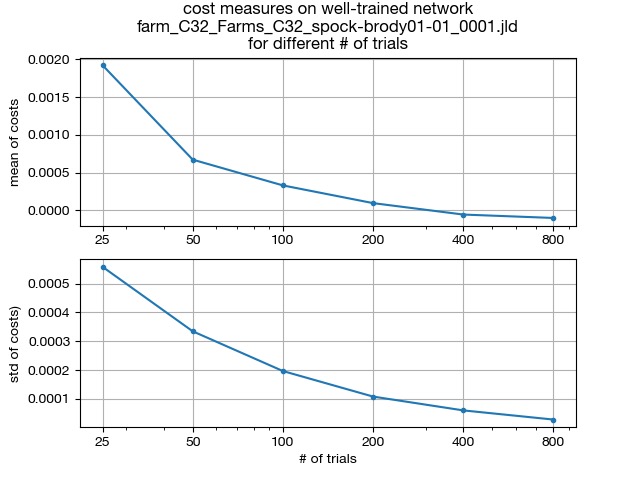 cost measures on well-trained network
farm_C32_Farms_C32_spock-brody01-01_0001.jld
for different # of trials
0.0020
0.0015
0.0010
0.0005
0.0000
mean of costs
25 50 100 200 400 800
0.0005
0.0004
0.0003
0.0002
0.0001
std of costs)
25 50 100 200 400 800
# of trials